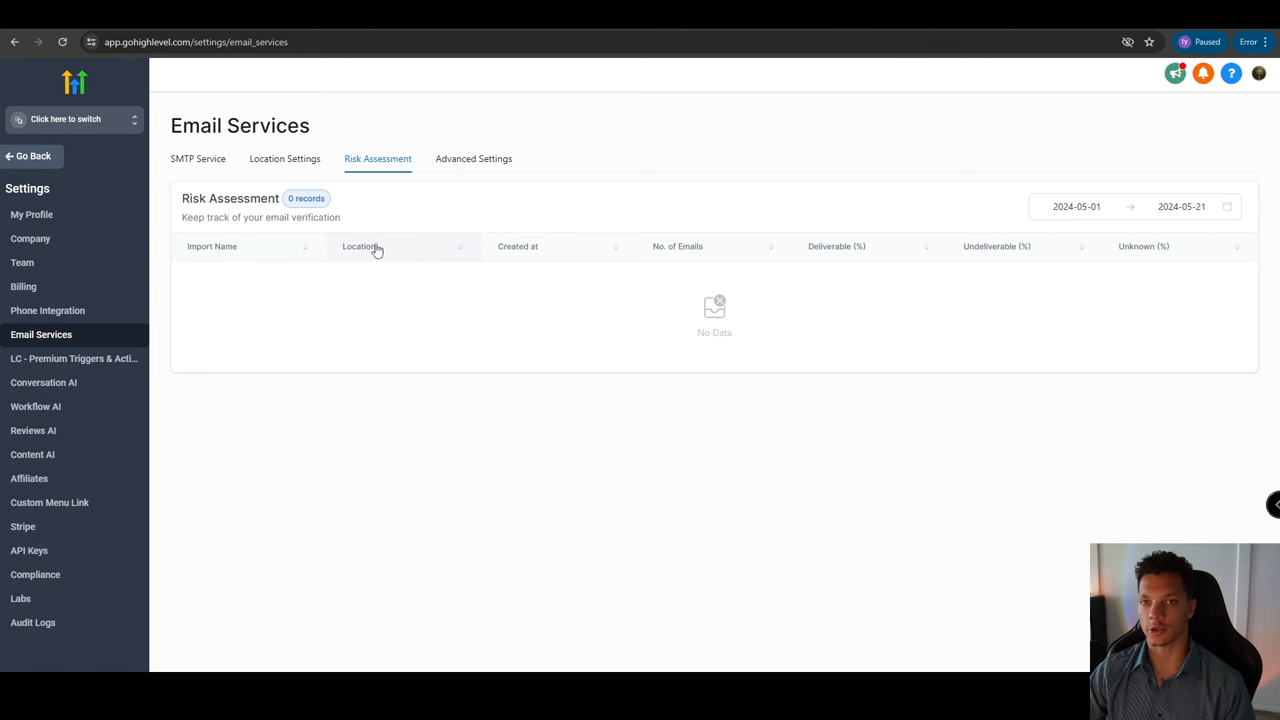 app.gohighlevel.com/settings/email_services
ty
Paused
Error
Click here to switch
Go Back
Settings
My Profile
Company
Team
Billing
Phone Integration
Email Services
LC - Premium Triggers & Acti...
Conversation AI
Workflow AI
Reviews AI
Content AI
Affiliates
Custom Menu Link
Stripe
API Keys
Compliance
Labs
Audit Logs
Email Services
SMTP Service Location Settings Risk Assessment Advanced Settings
Risk Assessment 0 records
Keep track of your email verification
2024-05-01 → 2024-05-21
Import Name Location Created at No. of Emails Deliverable (%) Undeliverable (%) Unknown (%)
No Data